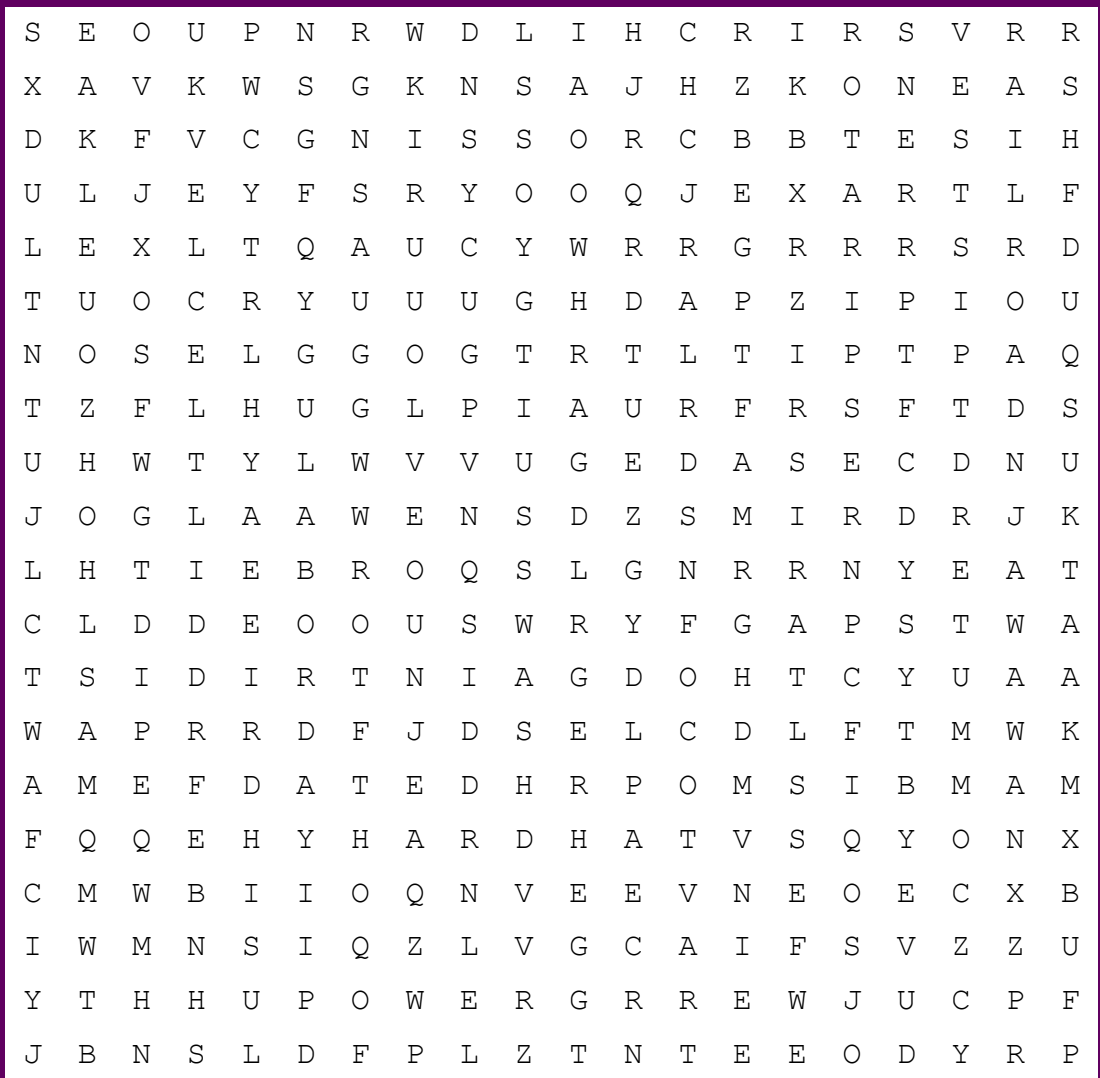 S E O U P N R W D L I H C R I R S V R R
X A V K W S G K N S A J H Z K O N E A S
D K F V C G N I S S O R C B B T E S I H
U L J E Y F S R Y O O Q J E X A R T L F
L E X L T Q A U C Y W R R G R R R S R D
T U O C R Y U U U G H D A P Z I P I O U
N O S E L G G O G T R T L T I P T P A Q
T Z F L H U G L P I A U R F R S F T D S
U H W T Y L W V V U G E D A S E C D N U
J O G L A A W E N S D Z S M I R D R J K
L H T I E B R O Q S L G N R R N Y E A T
C L D D E O O U S W R Y F G A P S T W A
T S I D I R T N I A G D O H T C Y U A A
W A P R R D F J D S E L C D L F T M W K
A M E F D A T E D H R P O M S I B M A M
F Q Q E H Y H A R D H A T V S Q Y O N X
C M W B I I O Q N V E E V N E O E C X B
I W M N S I Q Z L V G C A I F S V Z Z U
Y T H H U P O W E R G R R E W J U C P F
J B N S L D F P L Z T N T E E O D Y R P